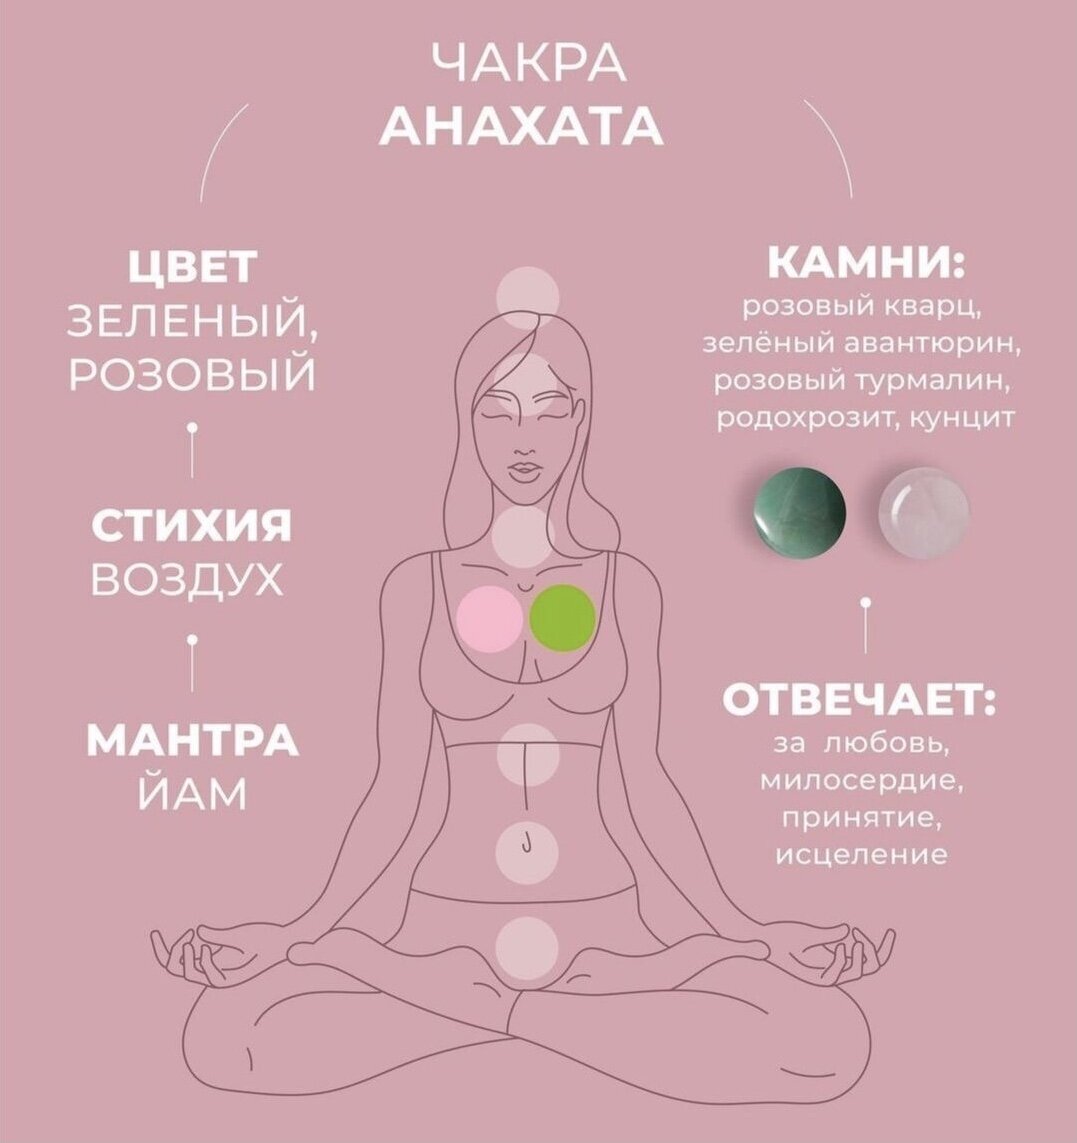 ЧАКРА
АНАХАТА
ЦВЕТ
ЗЕЛЕНЫЙ,
РОЗОВЫЙ
СТИХИЯ
ВОЗДУХ
МАНТРА
ЙАМ
КАМНИ:
розовый кварц,
зелёный авантюрин,
розовый турмалин,
родохрозит, кунцит
ОТВЕЧАЕТ:
за любовь,
милосердие,
принятие,
исцеление